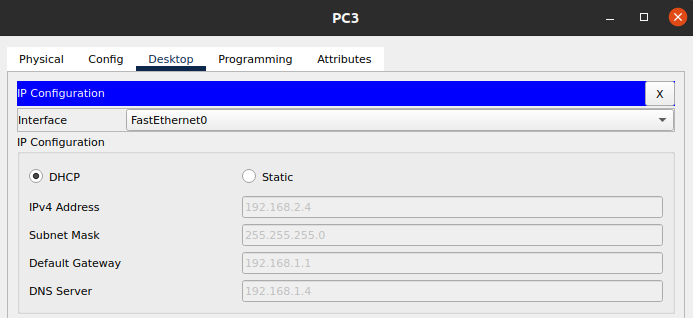 PC3
Physical Config Desktop Programming Attributes
IP Configuration X
Interface FastEthernet0
IP Configuration
DHCP Static
IPv4 Address 192.168.2.4
Subnet Mask 255.255.255.0
Default Gateway 192.168.1.1
DNS Server 192.168.1.4